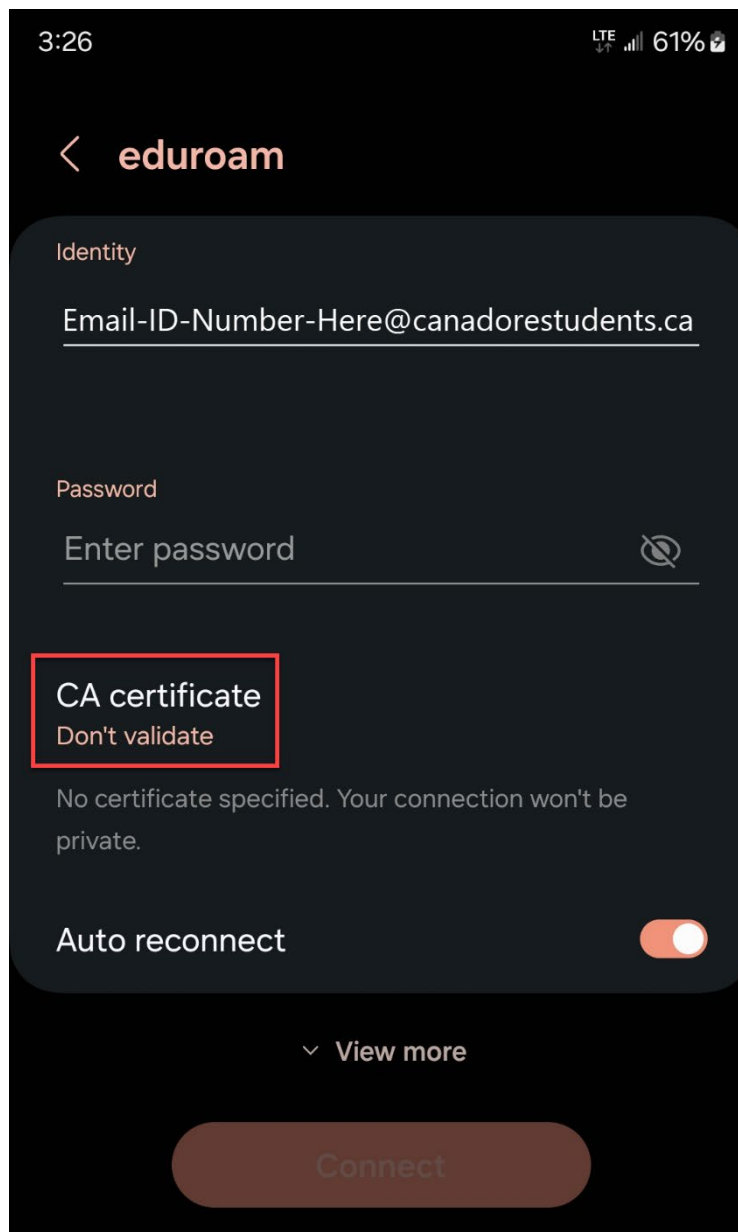 3:26 LTE 61%
eduroam
Identity
Email-ID-Number-Here@canadorestudents.ca
Password
Enter password
CA certificate
Don't validate
No certificate specified. Your connection won't be
private.
Auto reconnect
View more
Connect